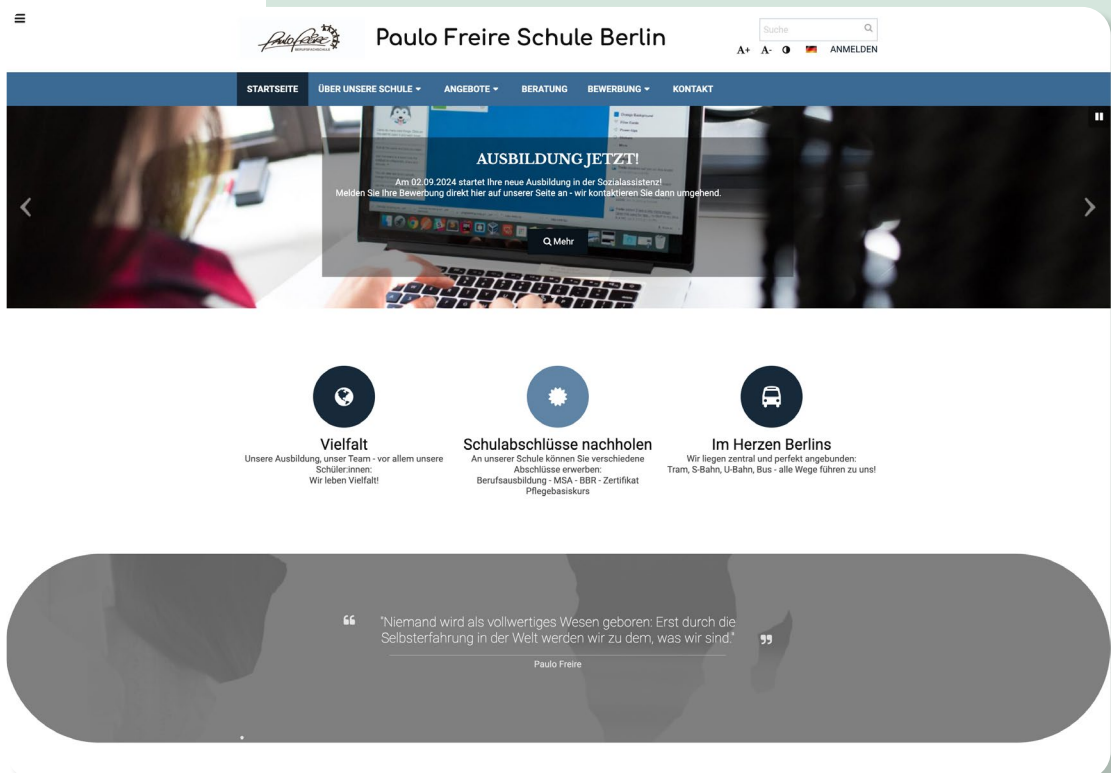 Paulo Freire
BERUFSFACHSCHULE
Paulo Freire Schule Berlin
Suche
A+ A- ANMELDEN
STARTSEITE ÜBER UNSERE SCHULE ANGEBOTE BERATUNG BEWERBUNG KONTAKT
AUSBILDUNG JETZT!
Am 02.09.2024 startet Ihre neue Ausbildung in der Sozialassistenz!
Melden Sie Ihre Bewerbung direkt hier auf unserer Seite an - wir kontaktieren Sie dann umgehend.
Mehr
Vielfalt
Unsere Ausbildung, unser Team - vor allem unsere
Schüler:innen:
Wir leben Vielfalt!
Schulabschlüsse nachholen
An unserer Schule können Sie verschiedene
Abschlüsse erwerben:
Berufsausbildung - MSA - BBR - Zertifikat
Pflegebasiskurs
Im Herzen Berlins
Wir liegen zentral und perfekt angebunden:
Tram, S-Bahn, U-Bahn, Bus - alle Wege führen zu uns!
"Niemand wird als vollwertiges Wesen geboren: Erst durch die
Selbsterfahrung in der Welt werden wir zu dem, was wir sind."
Paulo Freire